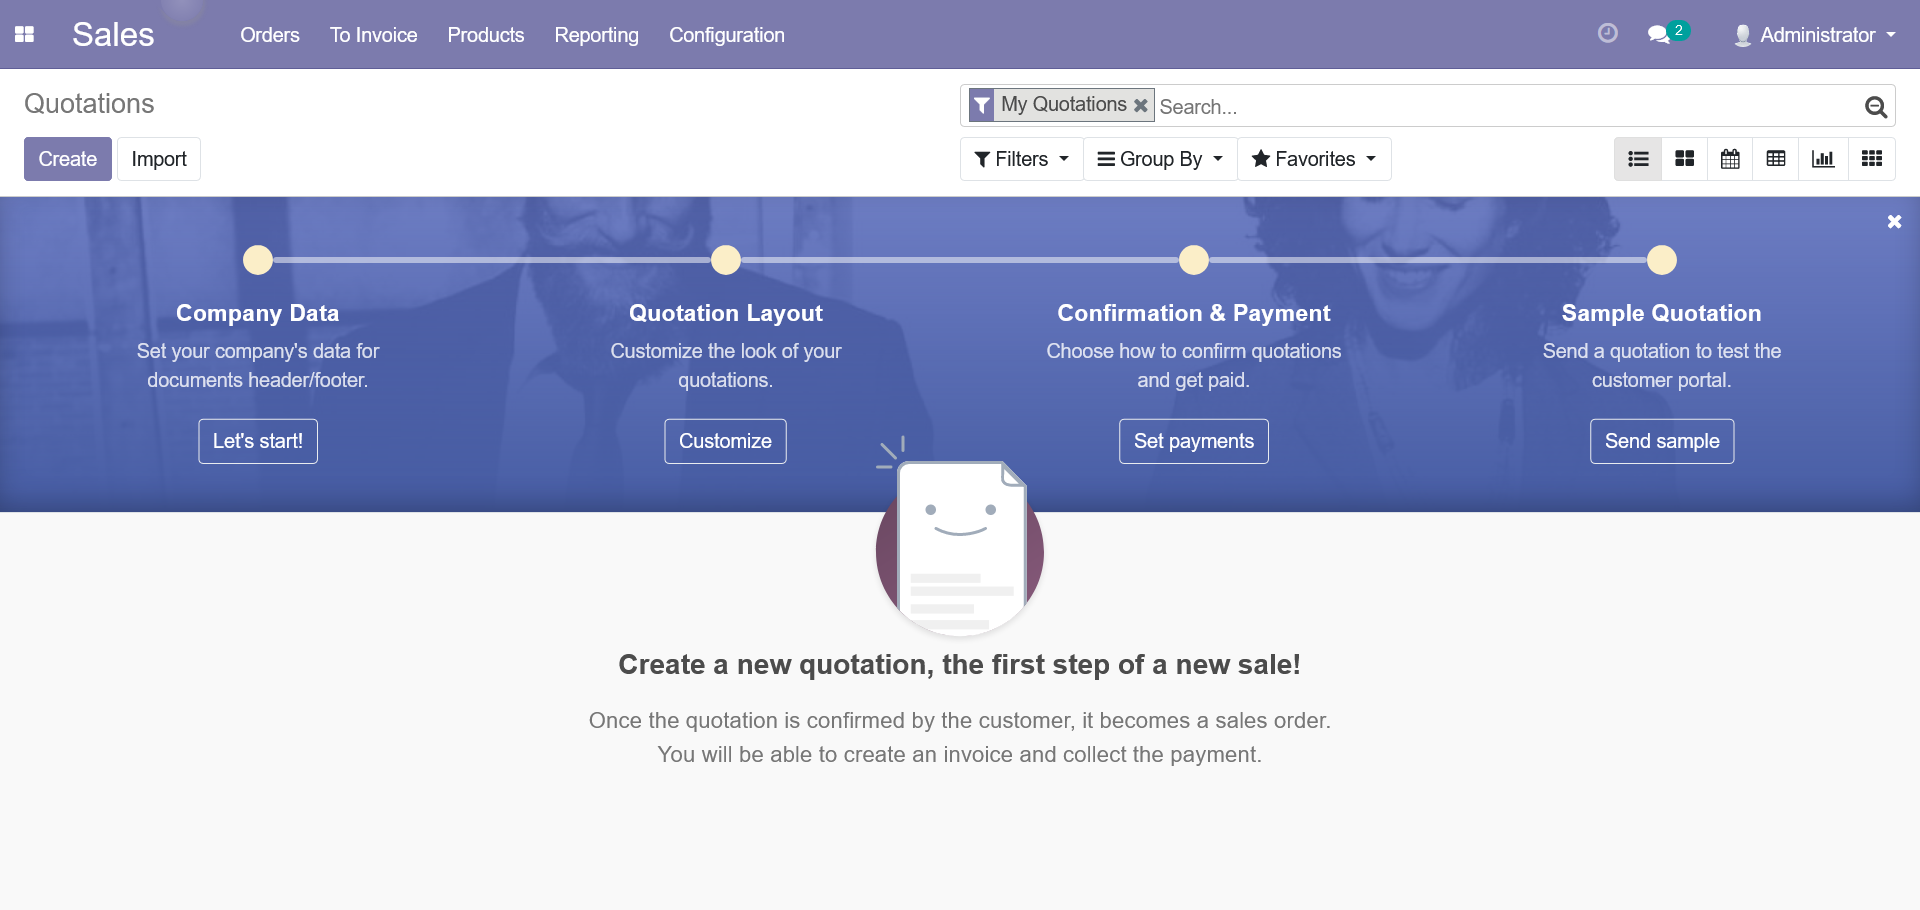 Sales
Orders
To Invoice
Products
Reporting
Configuration
2
Administrator
Quotations
My Quotations
Search...
Create
Import
Filters
Group By
Favorites
Company Data
Set your company's data for
documents header/footer.
Let's start!
Quotation Layout
Customize the look of your
quotations.
Customize
Confirmation & Payment
Choose how to confirm quotations
and get paid.
Set payments
Sample Quotation
Send a quotation to test the
customer portal.
Send sample
Create a new quotation, the first step of a new sale!
Once the quotation is confirmed by the customer, it becomes a sales order.
You will be able to create an invoice and collect the payment.